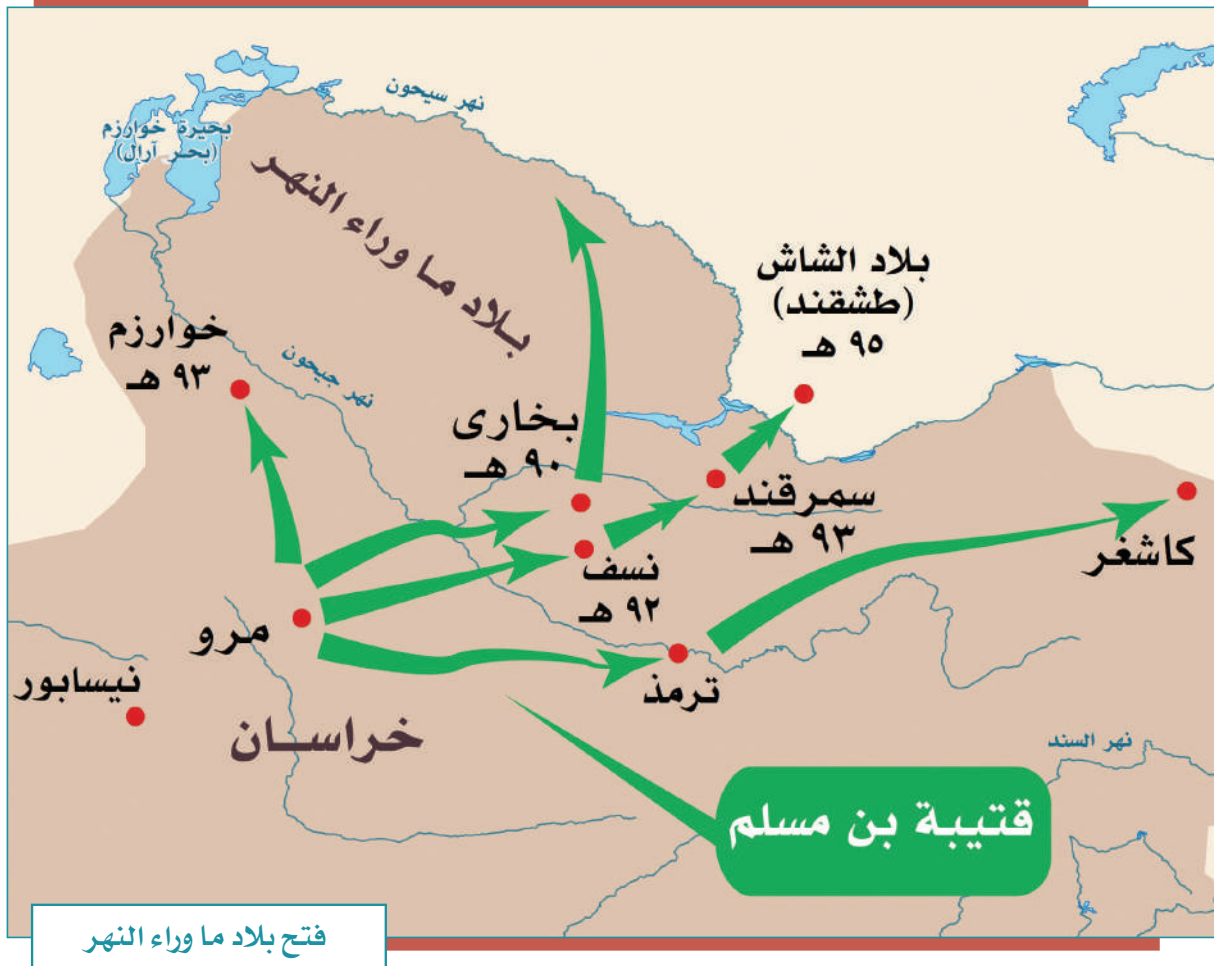 نهر سيحون
بحيرة خوارزم
(بحر آرال)
بلاد ما وراء النهر
بلاد الشاش
(طشقند)
٩٥ هـ
خوارزم
٩٣ هـ
نهر جيحون
بخارى
٩٠ هـ
سمرقند
٩٣ هـ
كاشغر
نسف
٩٢ هـ
مرو
ترمذ
نيسابور
خراسان
نهر السند
قتيبة بن مسلم
فتح بلاد ما وراء النهر